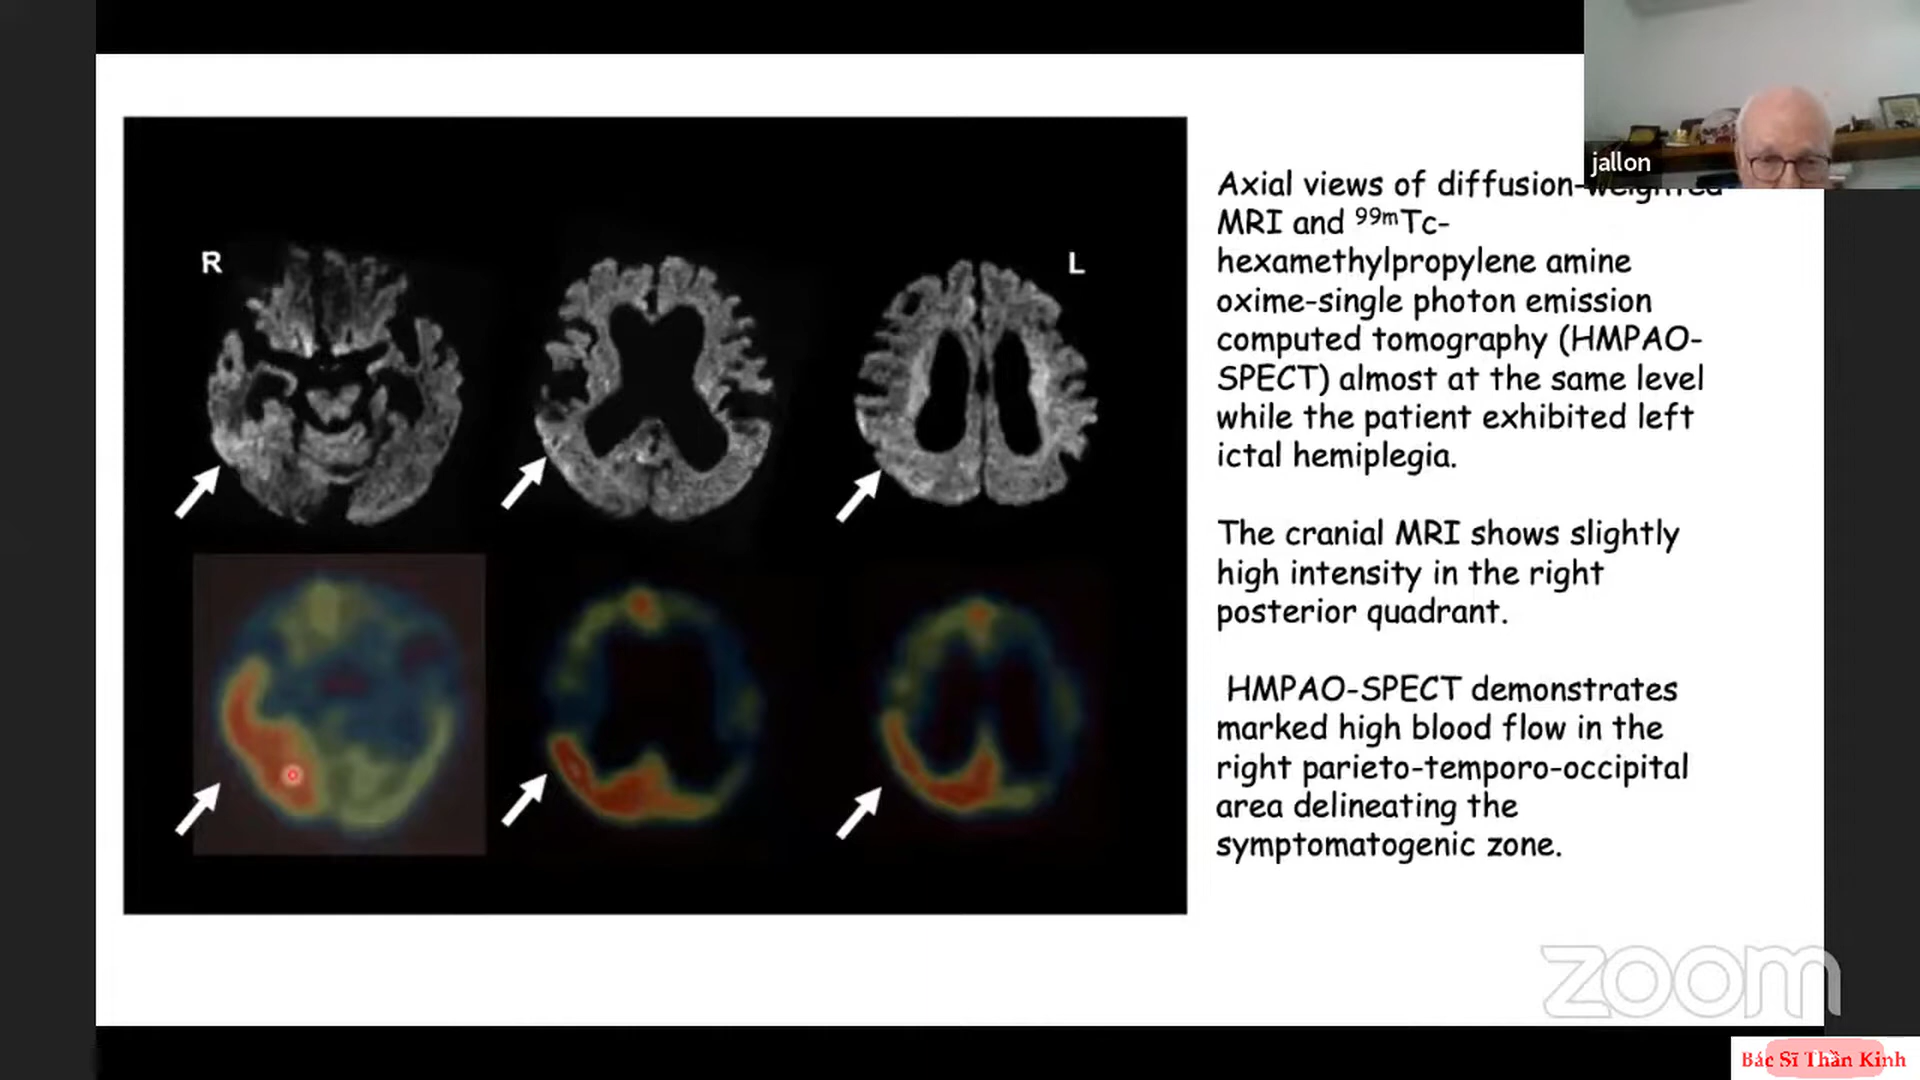 R
L
jallon
Axial views of diffusion-weighted
MRI and ⁹⁹ᵐTc-
hexamethylpropylene amine
oxime-single photon emission
computed tomography (HMPAO-
SPECT) almost at the same level
while the patient exhibited left
ictal hemiplegia.
The cranial MRI shows slightly
high intensity in the right
posterior quadrant.
HMPAO-SPECT demonstrates
marked high blood flow in the
right parieto-temporo-occipital
area delineating the
symptomatogenic zone.
zoom
Bác Sĩ Thần Kinh